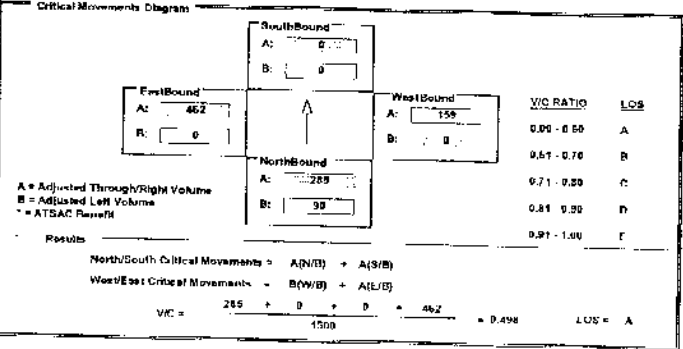 Critical Movements Diagram
SouthBound
A: 0
B: 0
EastBound
A: 462
B: 0
WestBound
A: 159
B: 0
NorthBound
A: 285
B: 90
V/C RATIO LOS
0.00 - 0.60 A
0.61 - 0.70 B
0.71 - 0.80 C
0.81 - 0.90 D
0.91 - 1.00 E
A = Adjusted Through/Right Volume
B = Adjusted Left Volume
* = ATSAC Benefit
Results
North/South Critical Movements = A(N/B) + A(S/B)
West/East Critical Movements = B(W/B) + A(E/B)
V/C = 285 + 0 + 0 + 462
1500
= 0.498 LOS = A